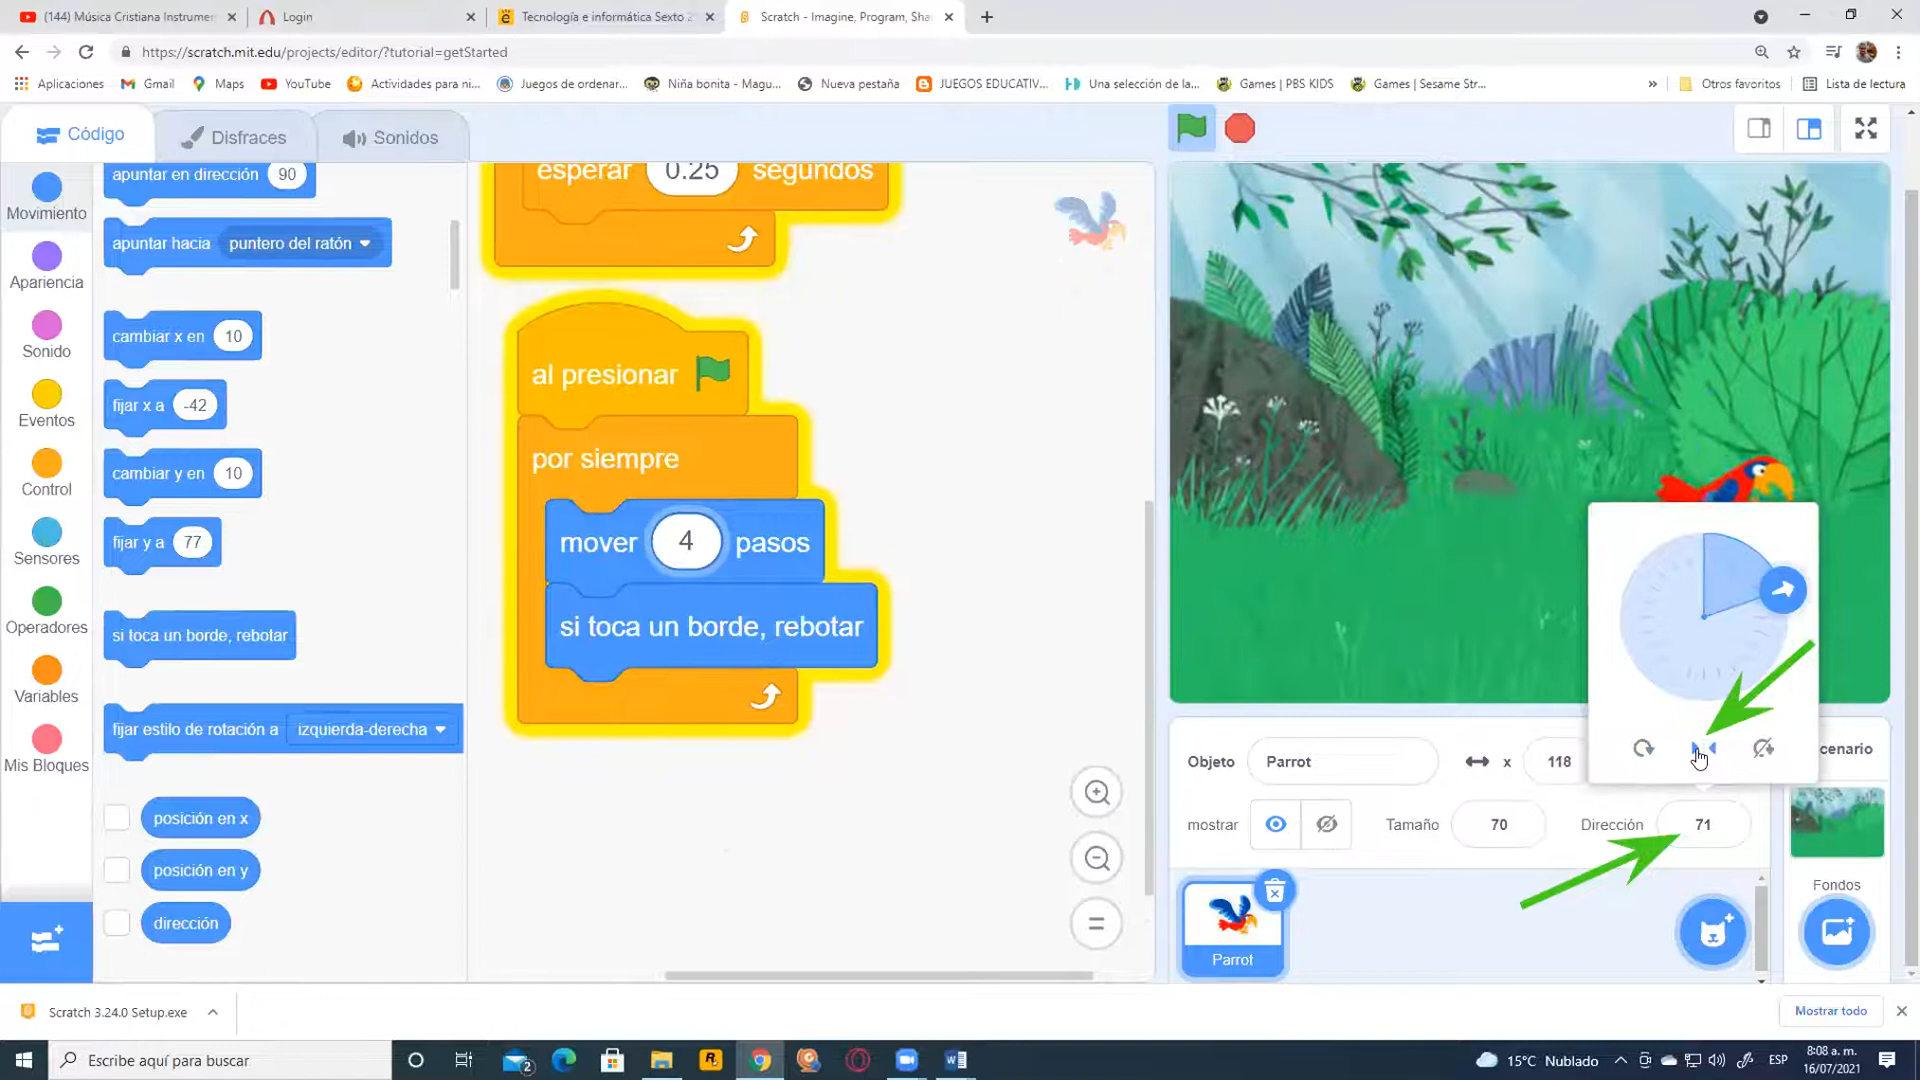 (144) Música Cristiana Instrumen
Login
Tecnología e informática Sexto 2
Scratch - Imagine, Program, Sha
https://scratch.mit.edu/projects/editor/?tutorial=getStarted
Aplicaciones
Gmail
Maps
YouTube
Actividades para ni...
Juegos de ordenar...
Niña bonita - Magu...
Nueva pestaña
JUEGOS EDUCATIV...
Una selección de la...
Games | PBS KIDS
Games | Sesame Str...
»
Otros favoritos
Lista de lectura
Código
Disfraces
Sonidos
Movimiento
Apariencia
Sonido
Eventos
Control
Sensores
Operadores
Variables
Mis Bloques
apuntar en dirección 90
apuntar hacia puntero del ratón
cambiar x en 10
fijar x a -42
cambiar y en 10
fijar y a 77
si toca un borde, rebotar
fijar estilo de rotación a izquierda-derecha
posición en x
posición en y
dirección
esperar 0.25 segundos
al presionar
por siempre
mover 4 pasos
si toca un borde, rebotar
Objeto Parrot x 118
cenario
mostrar Tamaño 70 Dirección 71
Parrot
Fondos
Scratch 3.24.0 Setup.exe
Mostrar todo
Escribe aquí para buscar
2
15°C Nublado
ESP
8:08 a. m.
16/07/2021